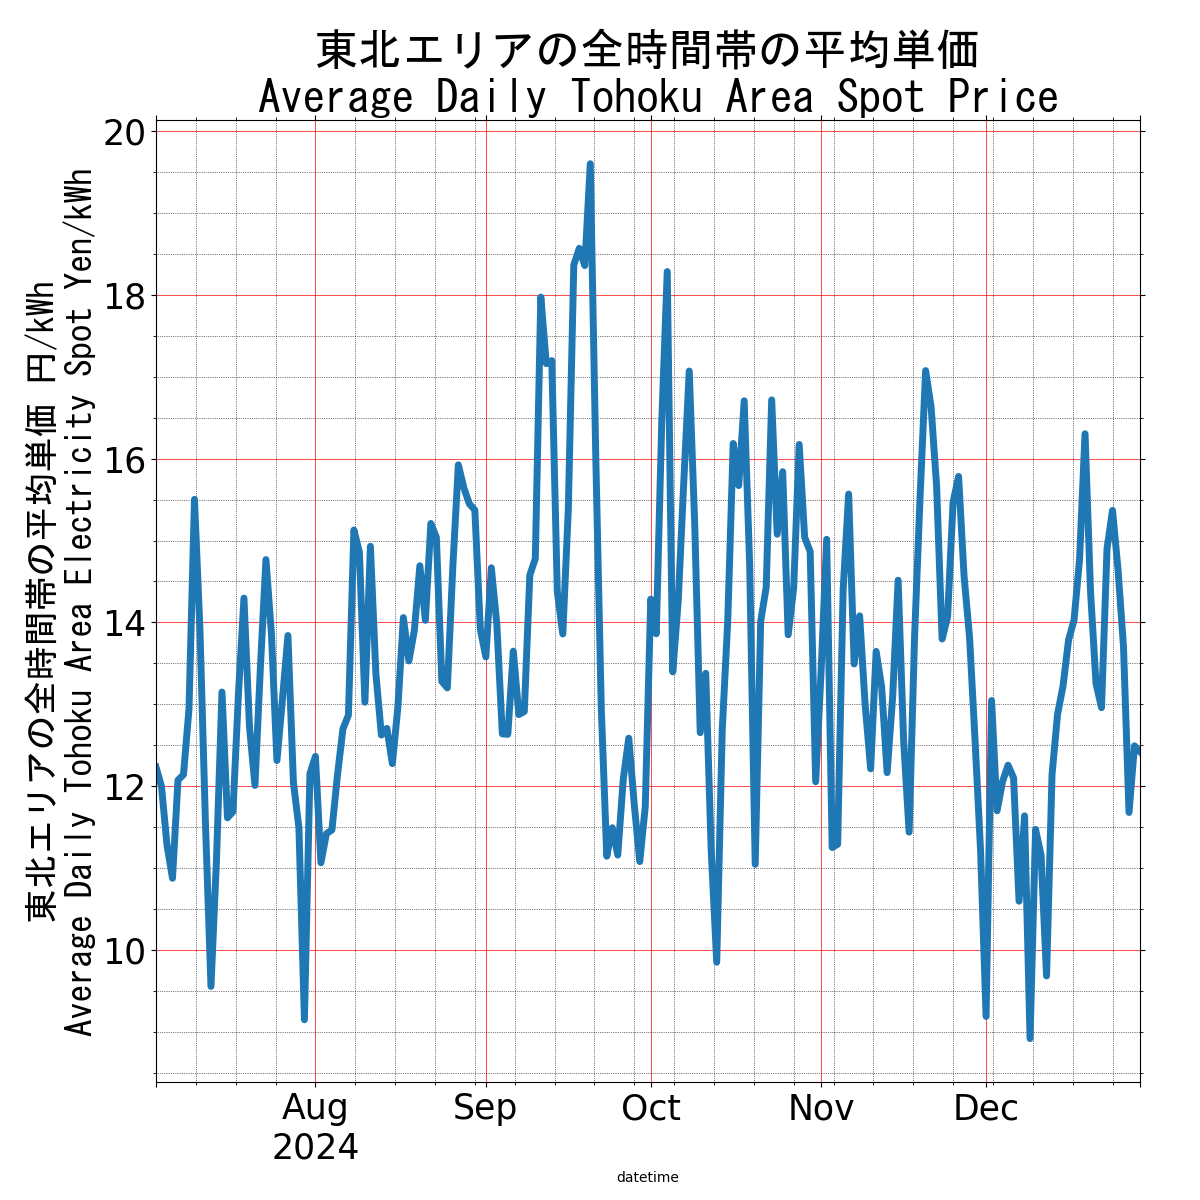 東北エリアの全時間帯の平均単価
Average Daily Tohoku Area Spot Price
東北エリアの全時間帯の平均単価 円/kWh
Average Daily Tohoku Area Electricity Spot Yen/kWh
20
18
16
14
12
10
Aug
2024
Sep
Oct
Nov
Dec
datetime